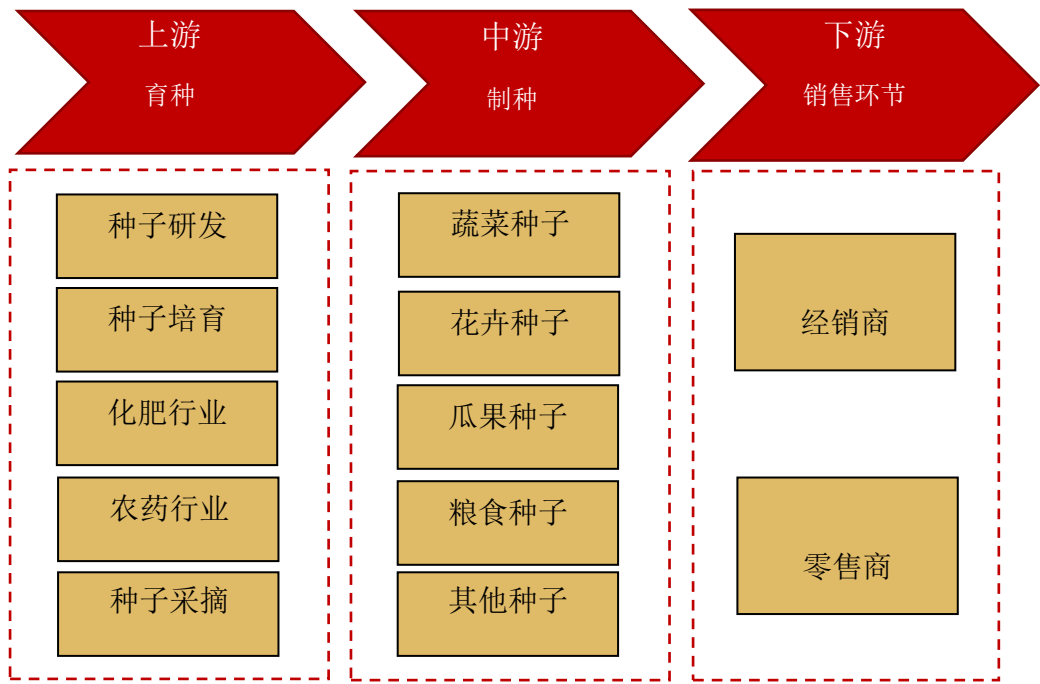 上游
育种
中游
制种
下游
销售环节
种子研发
种子培育
化肥行业
农药行业
种子采摘
蔬菜种子
花卉种子
瓜果种子
粮食种子
其他种子
经销商
零售商